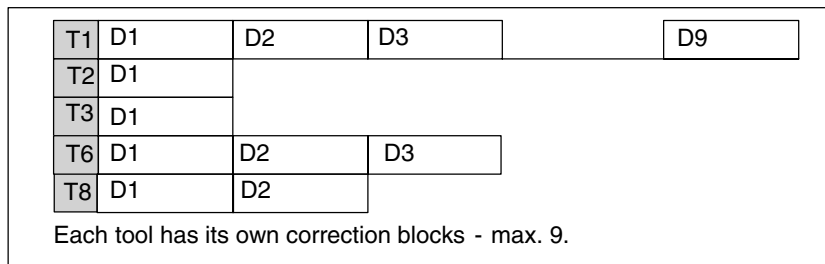 T1 D1 D2 D3 D9
T2 D1
T3 D1
T6 D1 D2 D3
T8 D1 D2
Each tool has its own correction blocks - max. 9.